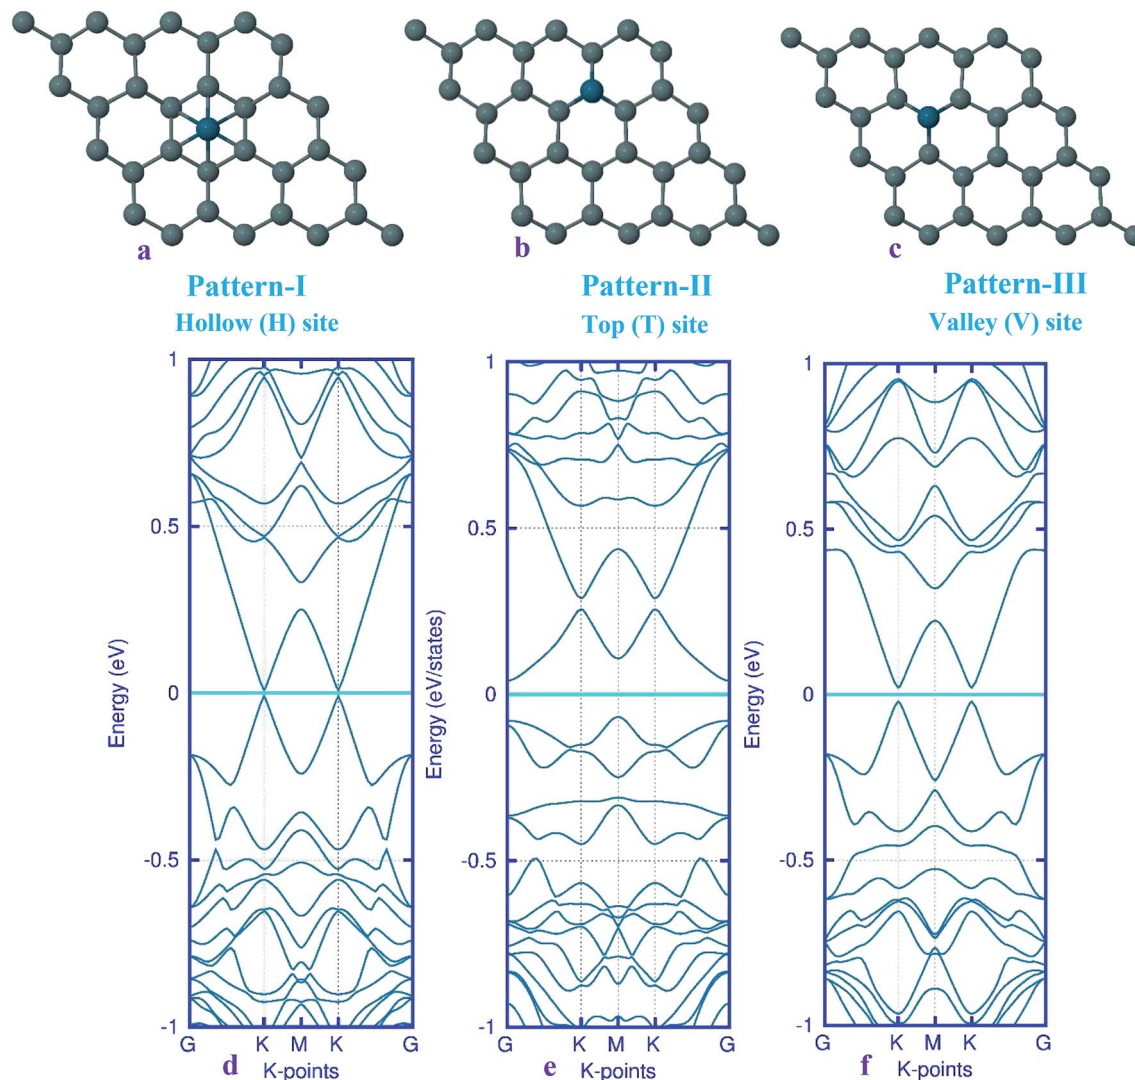 a
b
c
Pattern-I
Hollow (H) site
Pattern-II
Top (T) site
Pattern-III
Valley (V) site
Energy (eV)
1
0.5
0
-0.5
-1
G K M K G
K-points
d
Energy (eV/states)
1
0.5
0
-0.5
-1
G K M K G
K-points
e
Energy (eV)
1
0.5
0
-0.5
-1
G K M K G
K-points
f